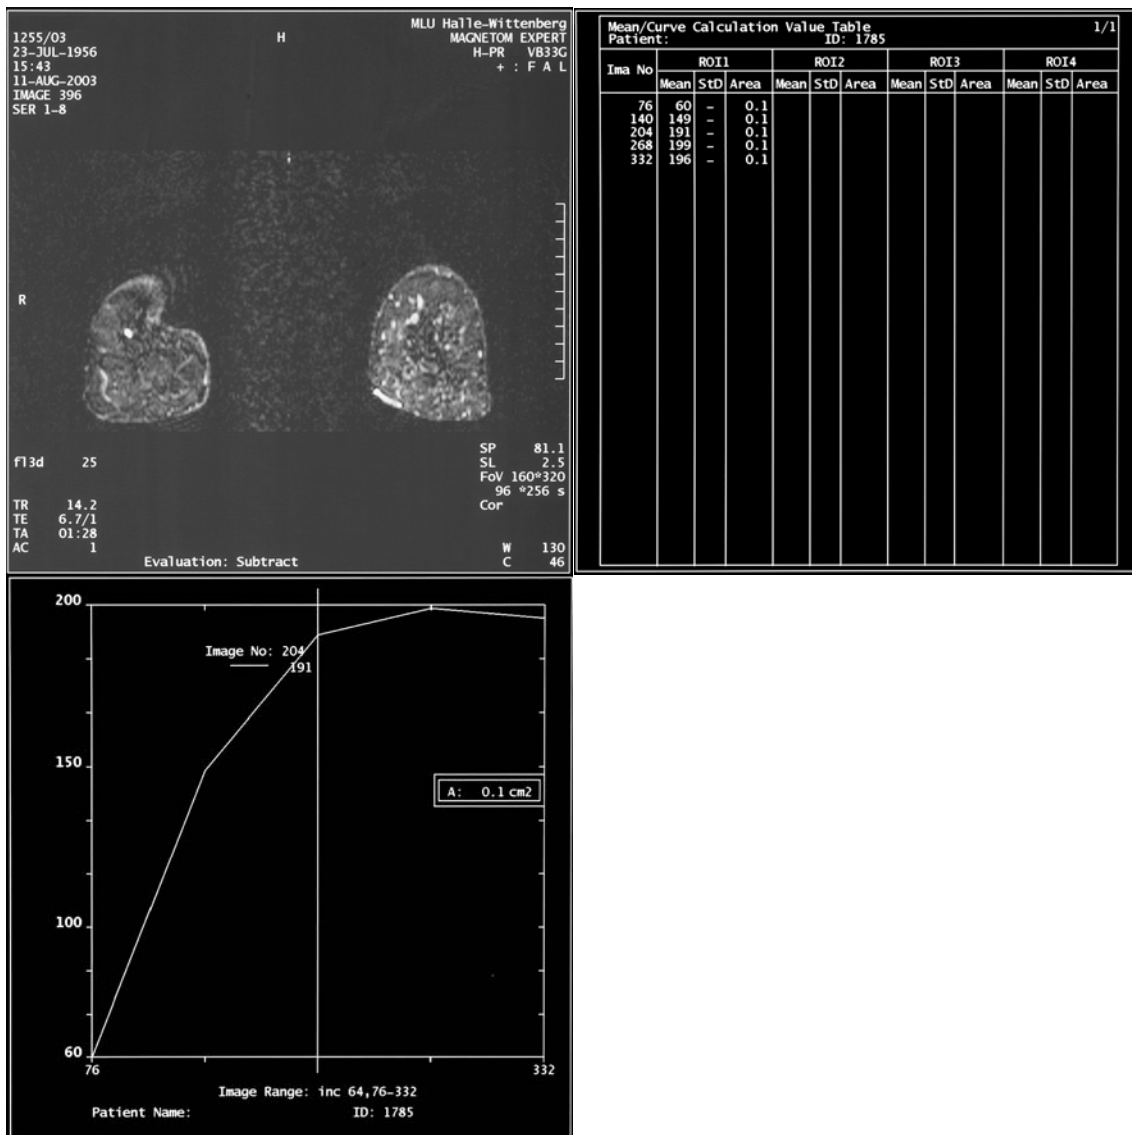 MLU Halle-Wittenberg
1255/03 H MAGNETOM EXPERT
23-JUL-1956 H-PR VB33G
15:43 + : F A L
11-AUG-2003
IMAGE 396
SER 1-8
R
SP 81.1
fl3d 25 SL 2.5
FoV 160*320
96 *256 s
TR 14.2 Cor
TE 6.7/1
TA 01:28
AC 1 W 130
Evaluation: Subtract C 46
Mean/Curve Calculation Value Table 1/1
Patient: ID: 1785
Ima No ROI1 ROI2 ROI3 ROI4
Mean StD Area Mean StD Area Mean StD Area Mean StD Area
76 60 - 0.1
140 149 - 0.1
204 191 - 0.1
268 199 - 0.1
332 196 - 0.1
200
Image No: 204
191
150
A: 0.1 cm2
100
60
76 332
Image Range: inc 64,76-332
Patient Name: ID: 1785